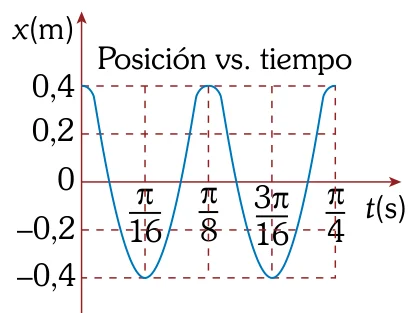 x(m)
Posición vs. tiempo
0,4
0,2
0
−0,2
−0,4
π/16
π/8
3π/16
π/4
t(s)